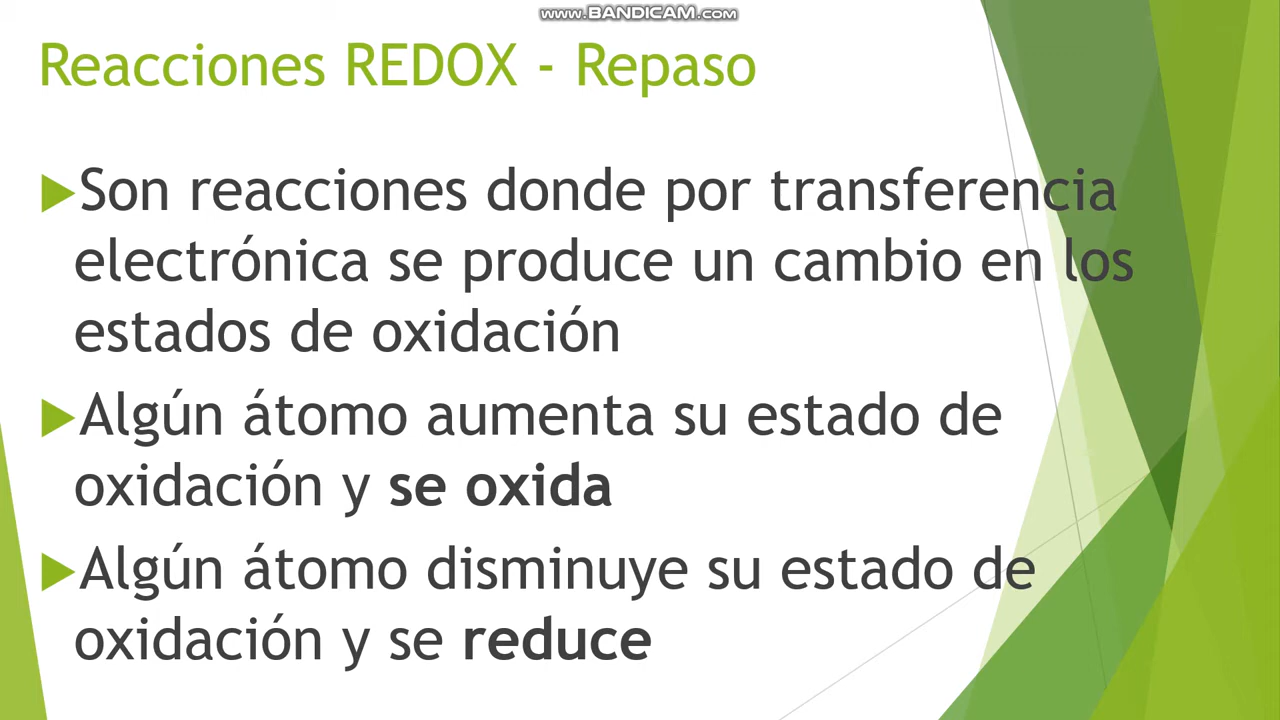 www.BANDICAM.com
Reacciones REDOX - Repaso
Son reacciones donde por transferencia
electrónica se produce un cambio en los
estados de oxidación
Algún átomo aumenta su estado de
oxidación y se oxida
Algún átomo disminuye su estado de
oxidación y se reduce